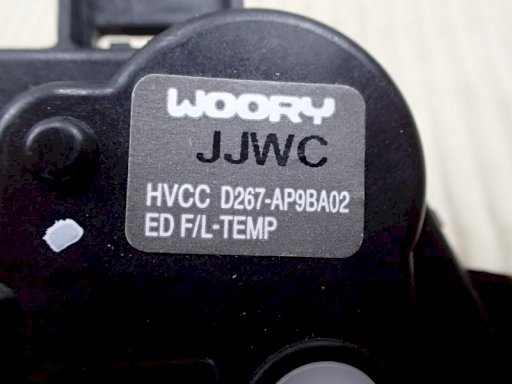 WOORY
JJWC
HVCC D267-AP9BA02
ED F/L-TEMP